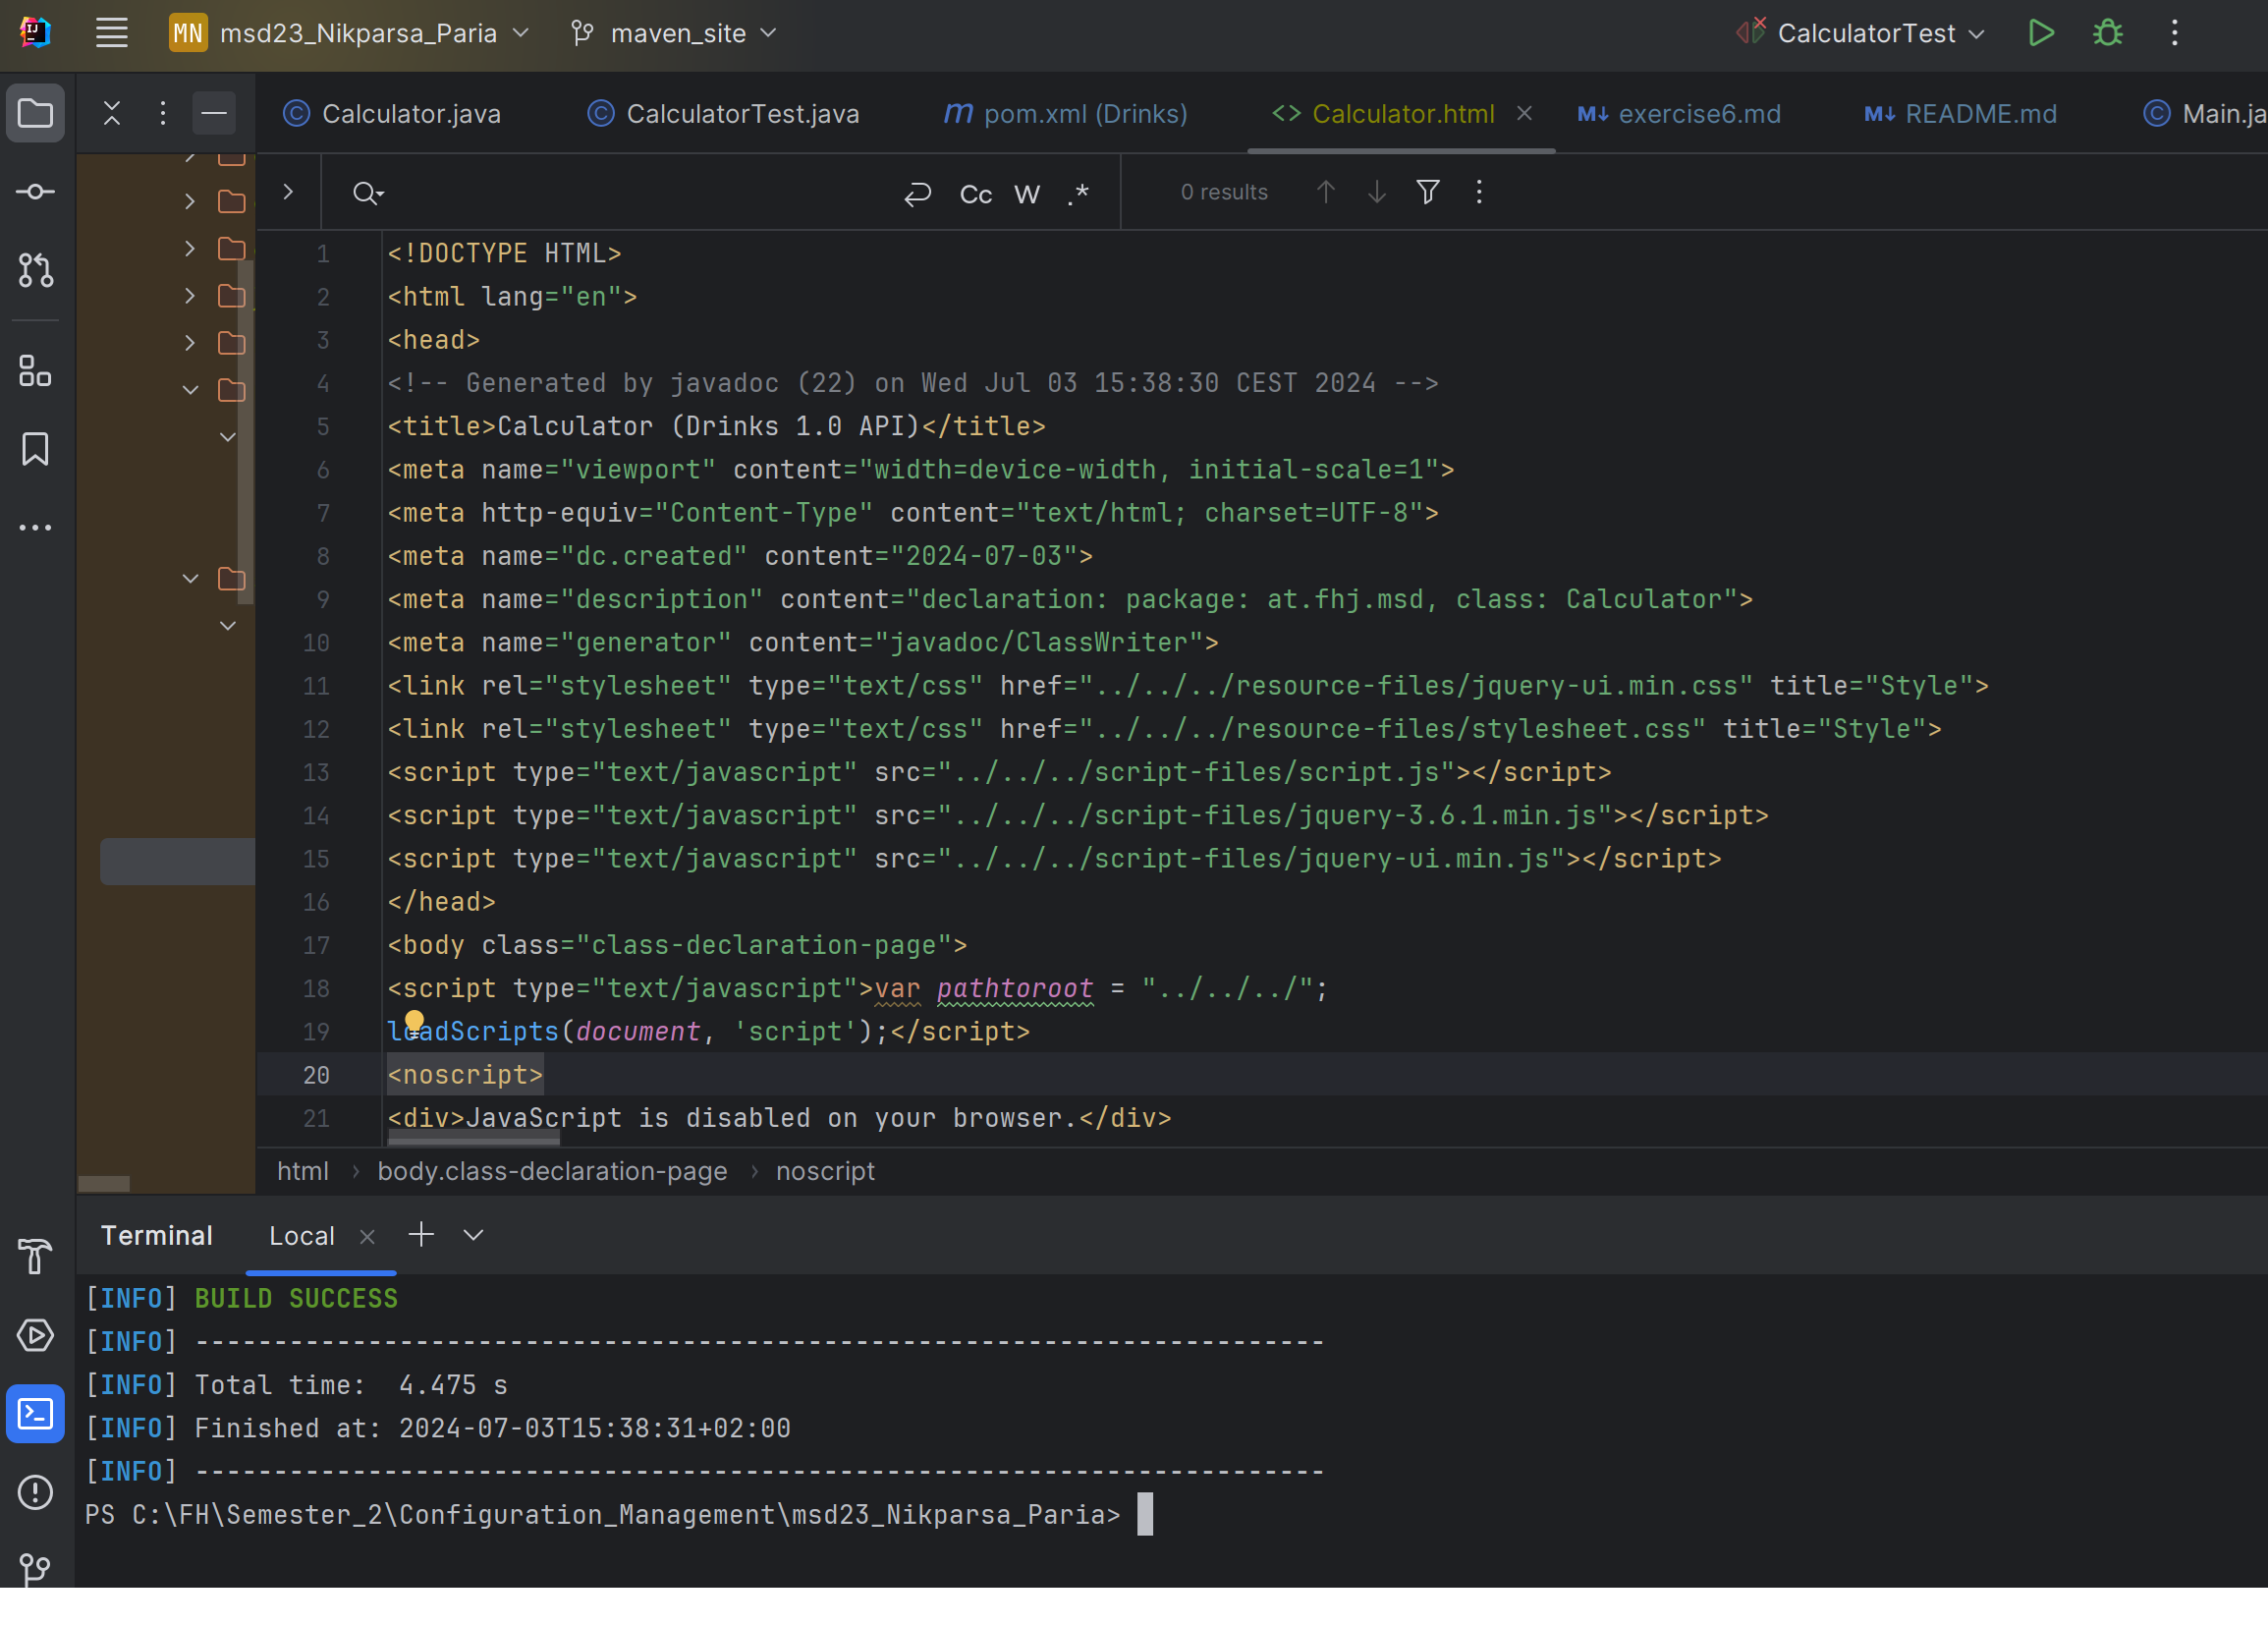 MN msd23_Nikparsa_Paria maven_site CalculatorTest
Calculator.java CalculatorTest.java pom.xml (Drinks) Calculator.html exercise6.md README.md Main.ja
Cc W .* 0 results
1 <!DOCTYPE HTML>
2 <html lang="en">
3 <head>
4 <!-- Generated by javadoc (22) on Wed Jul 03 15:38:30 CEST 2024 -->
5 <title>Calculator (Drinks 1.0 API)</title>
6 <meta name="viewport" content="width=device-width, initial-scale=1">
7 <meta http-equiv="Content-Type" content="text/html; charset=UTF-8">
8 <meta name="dc.created" content="2024-07-03">
9 <meta name="description" content="declaration: package: at.fhj.msd, class: Calculator">
10 <meta name="generator" content="javadoc/ClassWriter">
11 <link rel="stylesheet" type="text/css" href="../../../resource-files/jquery-ui.min.css" title="Style">
12 <link rel="stylesheet" type="text/css" href="../../../resource-files/stylesheet.css" title="Style">
13 <script type="text/javascript" src="../../../script-files/script.js"></script>
14 <script type="text/javascript" src="../../../script-files/jquery-3.6.1.min.js"></script>
15 <script type="text/javascript" src="../../../script-files/jquery-ui.min.js"></script>
16 </head>
17 <body class="class-declaration-page">
18 <script type="text/javascript">var pathtoroot = "../../../";
19 loadScripts(document, 'script');</script>
20 <noscript>
21 <div>JavaScript is disabled on your browser.</div>
html › body.class-declaration-page › noscript
Terminal Local
[INFO] BUILD SUCCESS
[INFO] ------------------------------------------------------------------------
[INFO] Total time:  4.475 s
[INFO] Finished at: 2024-07-03T15:38:31+02:00
[INFO] ------------------------------------------------------------------------
PS C:\FH\Semester_2\Configuration_Management\msd23_Nikparsa_Paria>